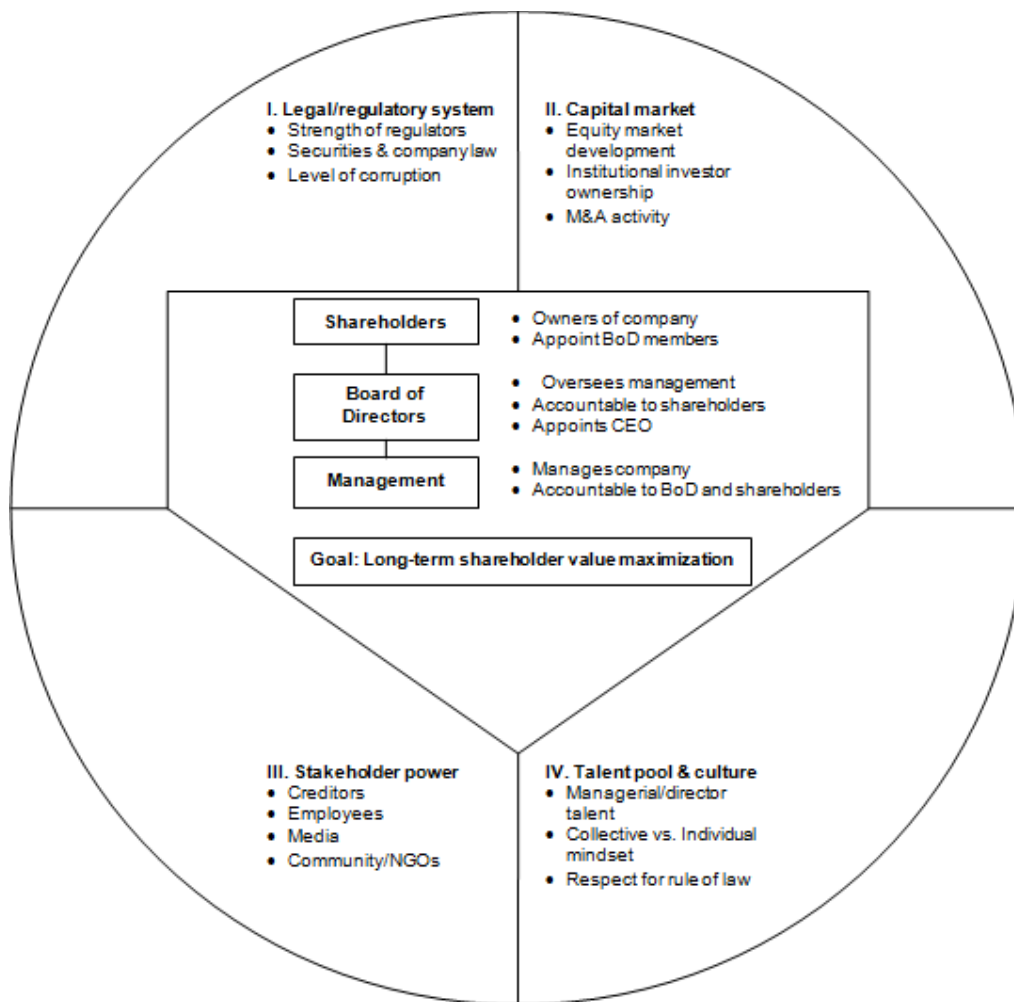 I. Legal/regulatory system
• Strength of regulators
• Securities & company law
• Level of corruption
II. Capital market
• Equity market
development
• Institutional investor
ownership
• M&A activity
Shareholders
• Owners of company
• Appoint BoD members
Board of
Directors
• Oversees management
• Accountable to shareholders
• Appoints CEO
Management
• Manages company
• Accountable to BoD and shareholders
Goal: Long-term shareholder value maximization
III. Stakeholder power
• Creditors
• Employees
• Media
• Community/NGOs
IV. Talent pool & culture
• Managerial/director
talent
• Collective vs. Individual
mindset
• Respect for rule of law